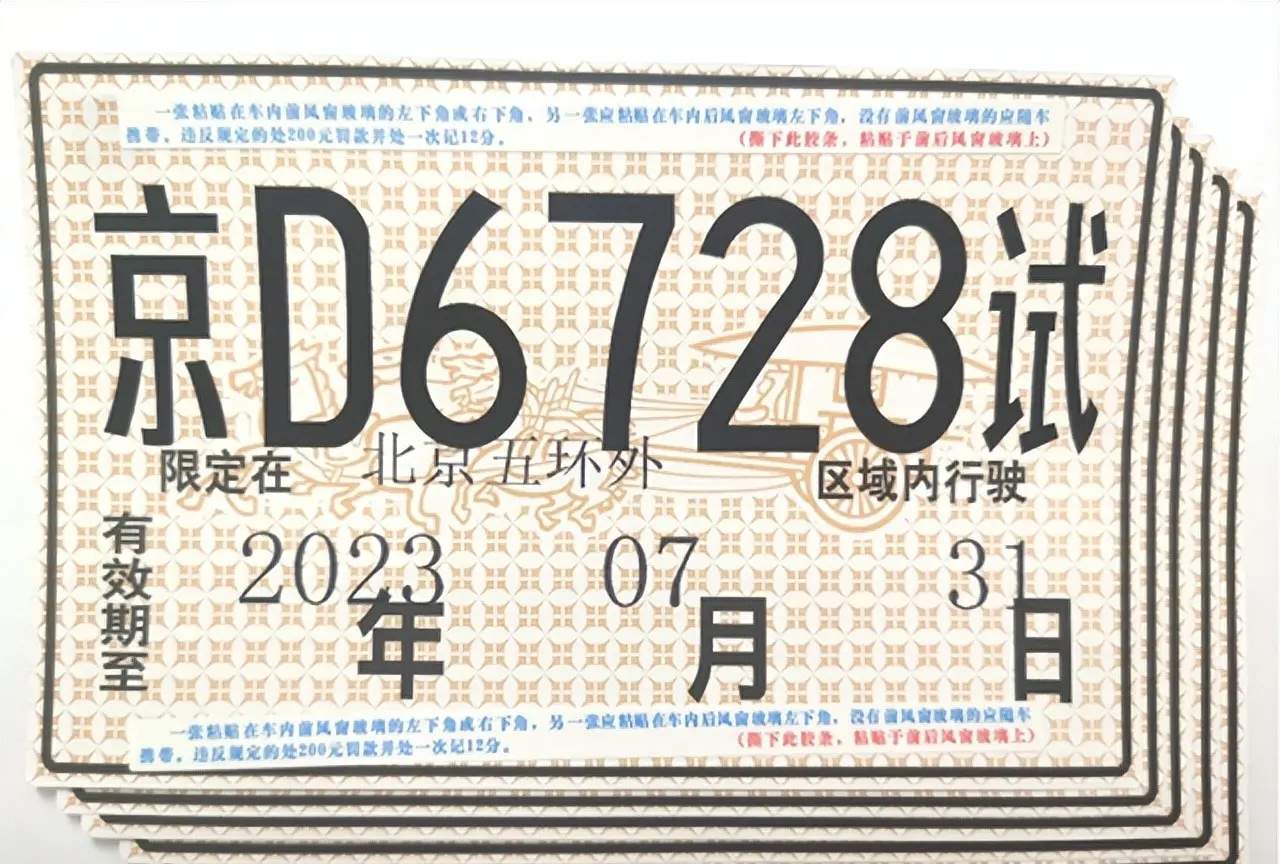 一张粘贴在车内前风窗玻璃的左下角或右下角，另一张应粘贴在车内后风窗玻璃左下角，没有前风窗玻璃的应随车
携带。违反规定的处200元罚款并处一次记12分。 （撕下此胶条，粘贴于前后风窗玻璃上）
京D6728试
限定在 北京五环外 区域内行驶
有效期至 2023年 07月 31日
一张粘贴在车内前风窗玻璃的左下角或右下角，另一张应粘贴在车内后风窗玻璃左下角，没有前风窗玻璃的应随车
携带。违反规定的处200元罚款并处一次记12分。 （撕下此胶条，粘贴于前后风窗玻璃上）